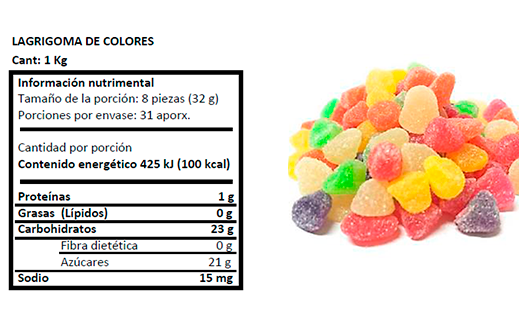 LAGRIGOMA DE COLORES
Cant: 1 Kg
Información nutrimental
Tamaño de la porción: 8 piezas (32 g)
Porciones por envase: 31 aporx.
Cantidad por porción
Contenido energético 425 kJ (100 kcal)
Proteínas 1 g
Grasas (Lípidos) 0 g
Carbohidratos 23 g
Fibra dietética 0 g
Azúcares 21 g
Sodio 15 mg